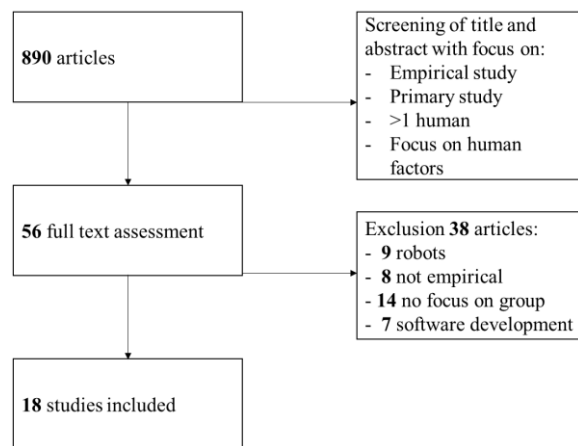 890 articles
Screening of title and
abstract with focus on:
- Empirical study
- Primary study
- >1 human
- Focus on human
factors
56 full text assessment
Exclusion 38 articles:
- 9 robots
- 8 not empirical
- 14 no focus on group
- 7 software development
18 studies included